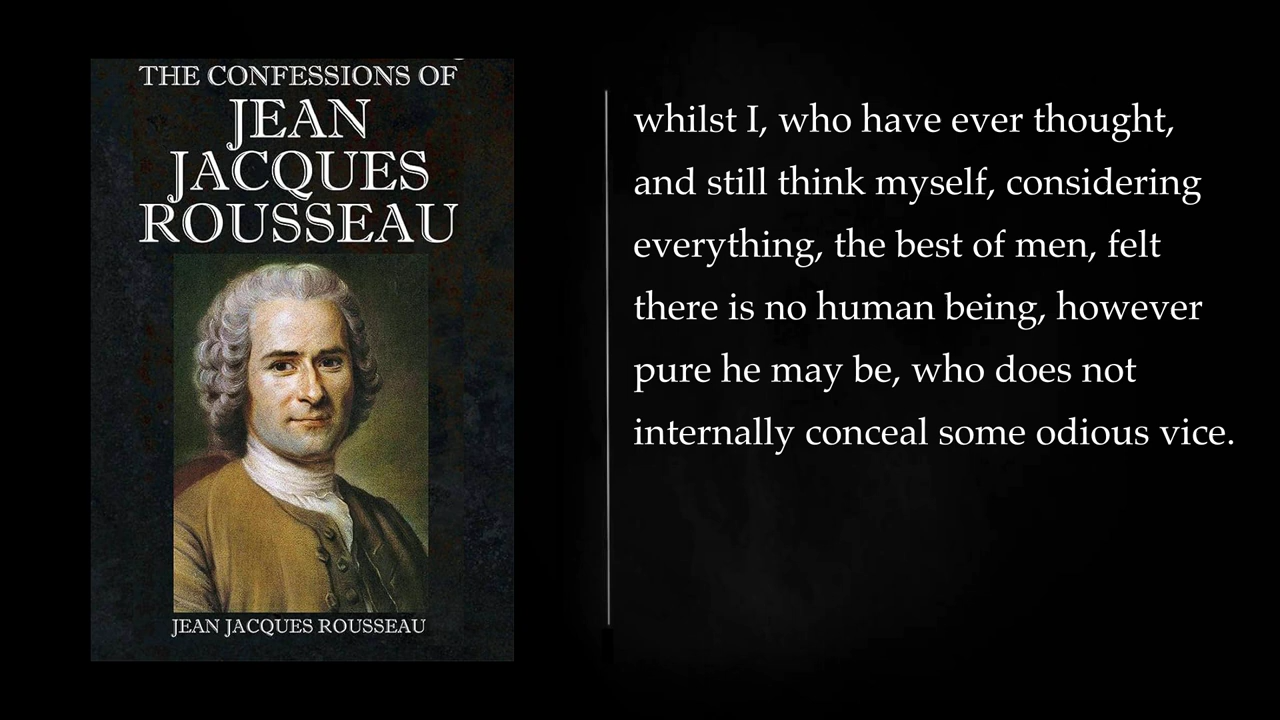 THE CONFESSIONS OF
JEAN
JACQUES
ROUSSEAU
JEAN JACQUES ROUSSEAU
whilst I, who have ever thought,
and still think myself, considering
everything, the best of men, felt
there is no human being, however
pure he may be, who does not
internally conceal some odious vice.